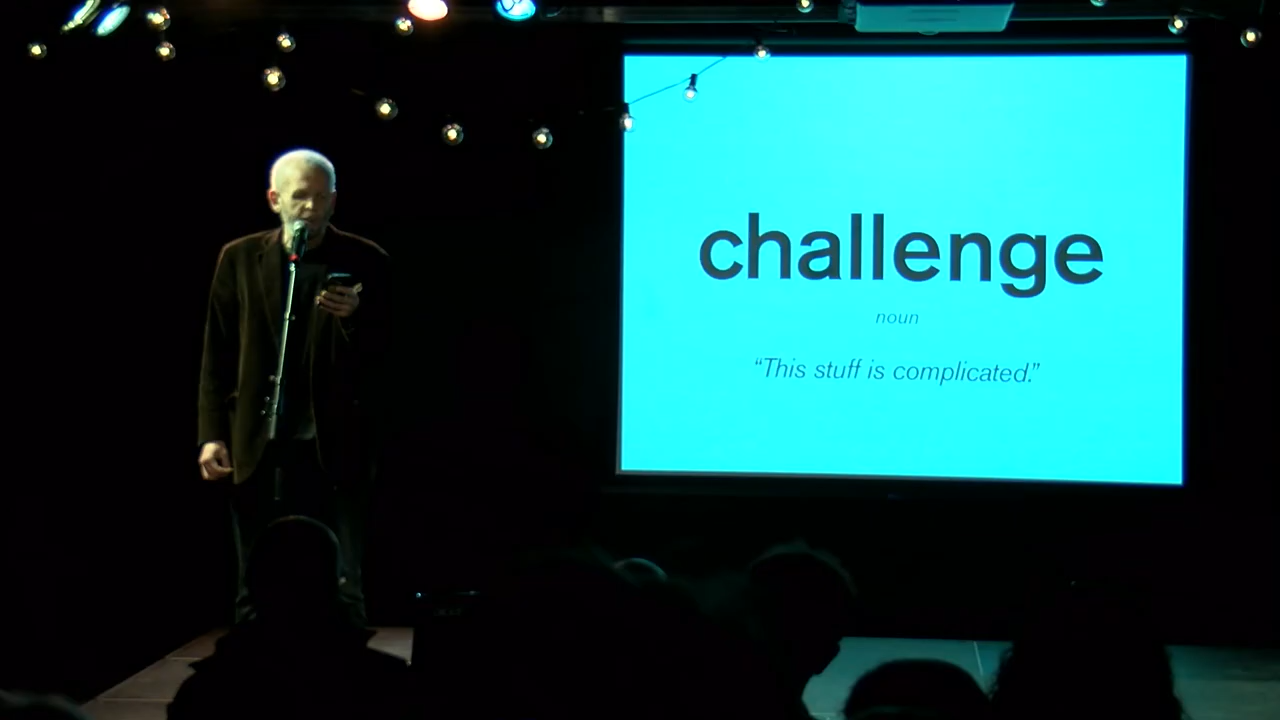 challenge
noun
“This stuff is complicated.”